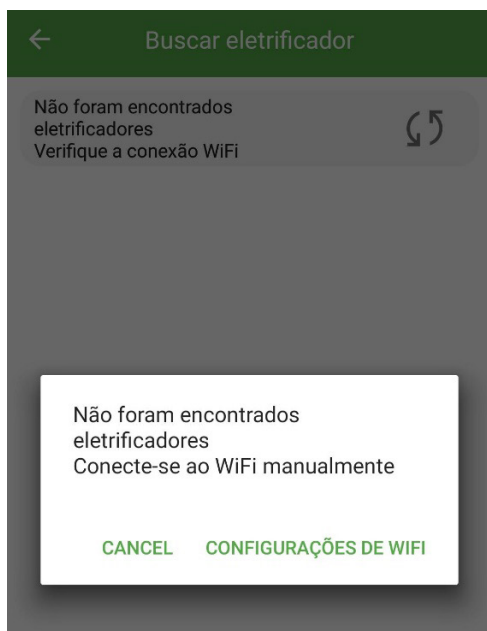 Buscar eletrificador
Não foram encontrados
eletrificadores
Verifique a conexão WiFi
Não foram encontrados
eletrificadores
Conecte-se ao WiFi manualmente
CANCEL CONFIGURAÇÕES DE WIFI